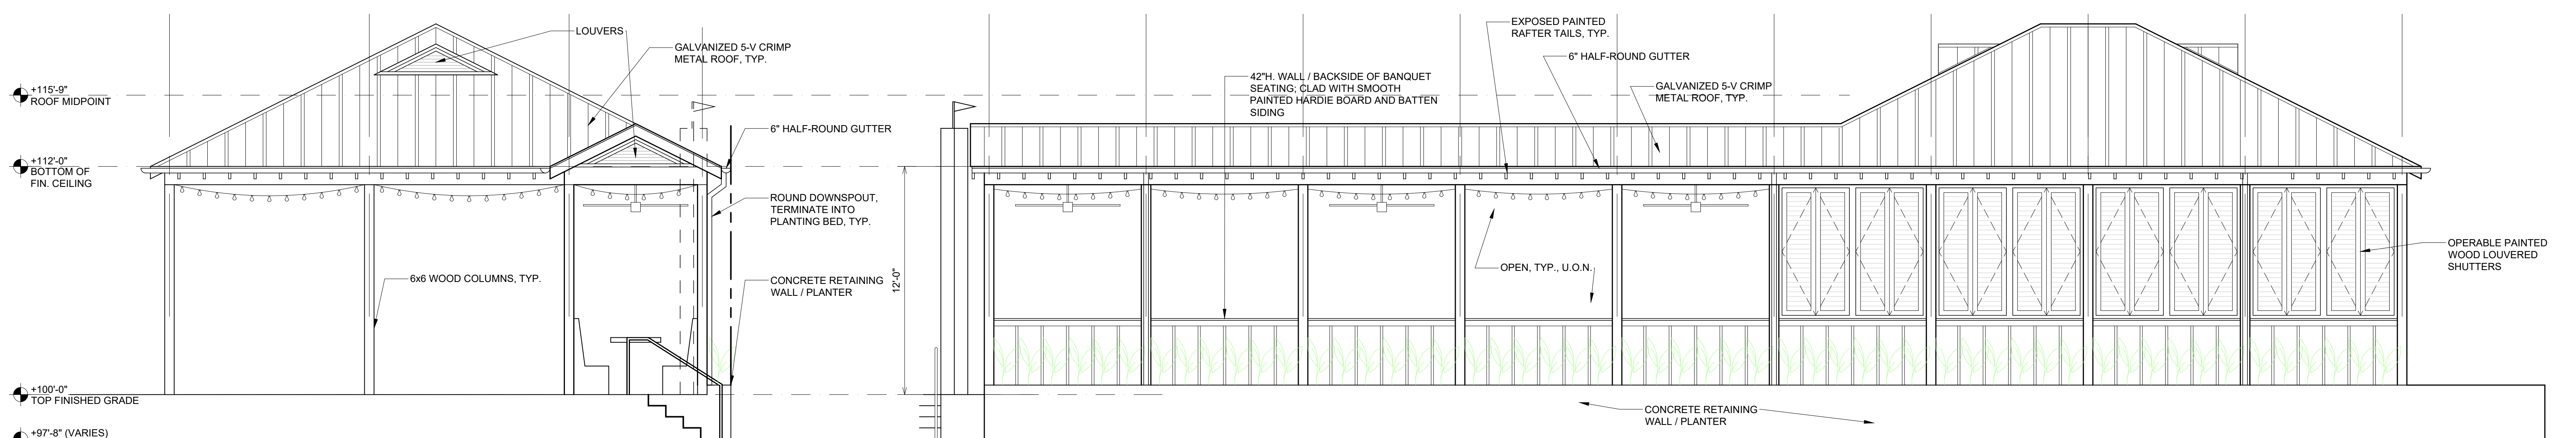 LOUVERS
GALVANIZED 5-V CRIMP
METAL ROOF, TYP.
+115'-9"
ROOF MIDPOINT
6" HALF-ROUND GUTTER
+112'-0"
BOTTOM OF
FIN. CEILING
ROUND DOWNSPOUT,
TERMINATE INTO
PLANTING BED, TYP.
6x6 WOOD COLUMNS, TYP.
CONCRETE RETAINING
WALL / PLANTER
12'-0"
+100'-0"
TOP FINISHED GRADE
+97'-8" (VARIES)
EXPOSED PAINTED
RAFTER TAILS, TYP.
6" HALF-ROUND GUTTER
42"H. WALL / BACKSIDE OF BANQUET
SEATING; CLAD WITH SMOOTH
PAINTED HARDIE BOARD AND BATTEN
SIDING
GALVANIZED 5-V CRIMP
METAL ROOF, TYP.
OPEN, TYP., U.O.N.
OPERABLE PAINTED
WOOD LOUVERED
SHUTTERS
CONCRETE RETAINING
WALL / PLANTER